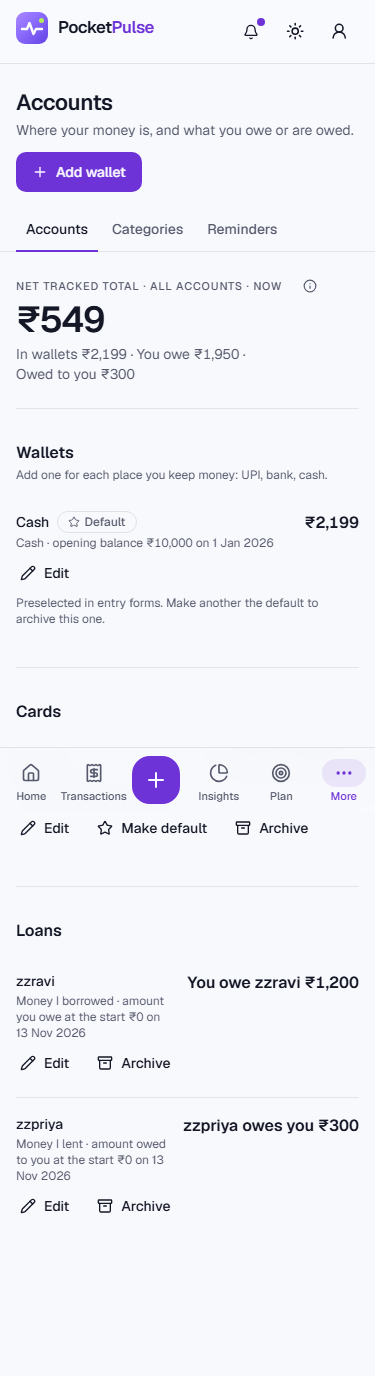 PocketPulse
Accounts
Where your money is, and what you owe or are owed.
Add wallet
Accounts Categories Reminders
NET TRACKED TOTAL · ALL ACCOUNTS · NOW
₹549
In wallets ₹2,199 · You owe ₹1,950 ·
Owed to you ₹300
Wallets
Add one for each place you keep money: UPI, bank, cash.
Cash Default ₹2,199
Cash · opening balance ₹10,000 on 1 Jan 2026
Edit
Preselected in entry forms. Make another the default to
archive this one.
Cards
Home Transactions Insights Plan More
Edit Make default Archive
Loans
zzravi You owe zzravi ₹1,200
Money I borrowed · amount
you owe at the start ₹0 on
13 Nov 2026
Edit Archive
zzpriya zzpriya owes you ₹300
Money I lent · amount owed
to you at the start ₹0 on 13
Nov 2026
Edit Archive